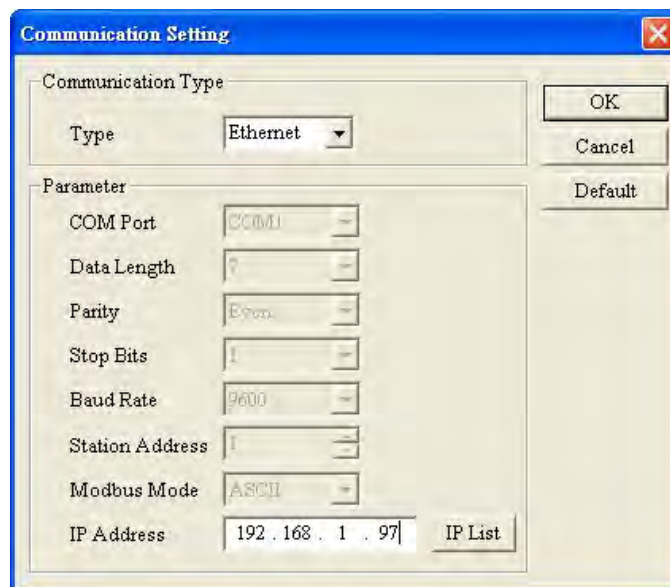 Communication Setting
Communication Type
Type Ethernet
OK
Cancel
Default
Parameter
COM Port COM1
Data Length 7
Parity Even
Stop Bits 1
Baud Rate 9600
Station Address 1
Modbus Mode ASCII
IP Address 192 . 168 . 1 . 97 IP List